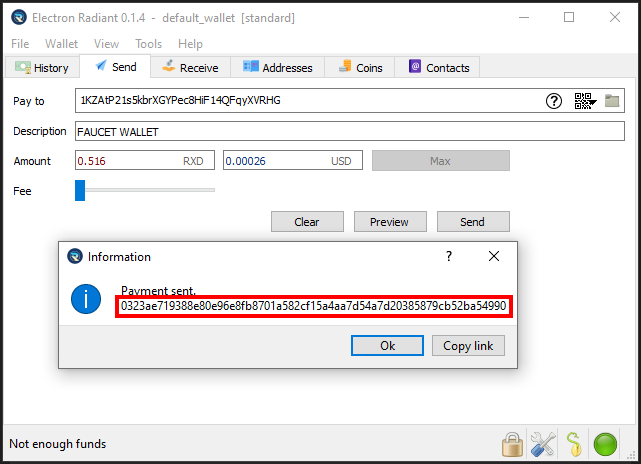 Electron Radiant 0.1.4 - default_wallet [standard]
File Wallet View Tools Help
History Send Receive Addresses Coins Contacts
Pay to 1KZAtP21s5kbrXGYPec8HiF14QFqyXVRHG
Description FAUCET WALLET
Amount 0.516 RXD 0.00026 USD Max
Fee
Clear Preview Send
Information
Payment sent.
0323ae719388e80e96e8fb8701a582cf15a4aa7d54a7d20385879cb52ba54990
Ok Copy link
Not enough funds